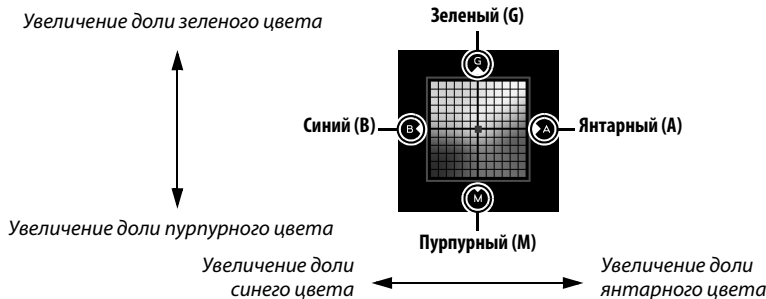 Увеличение доли зеленого цвета
Зеленый (G)
G
Синий (B)
B
A
Янтарный (A)
M
Увеличение доли пурпурного цвета
Пурпурный (M)
Увеличение доли
синего цвета
Увеличение доли
янтарного цвета